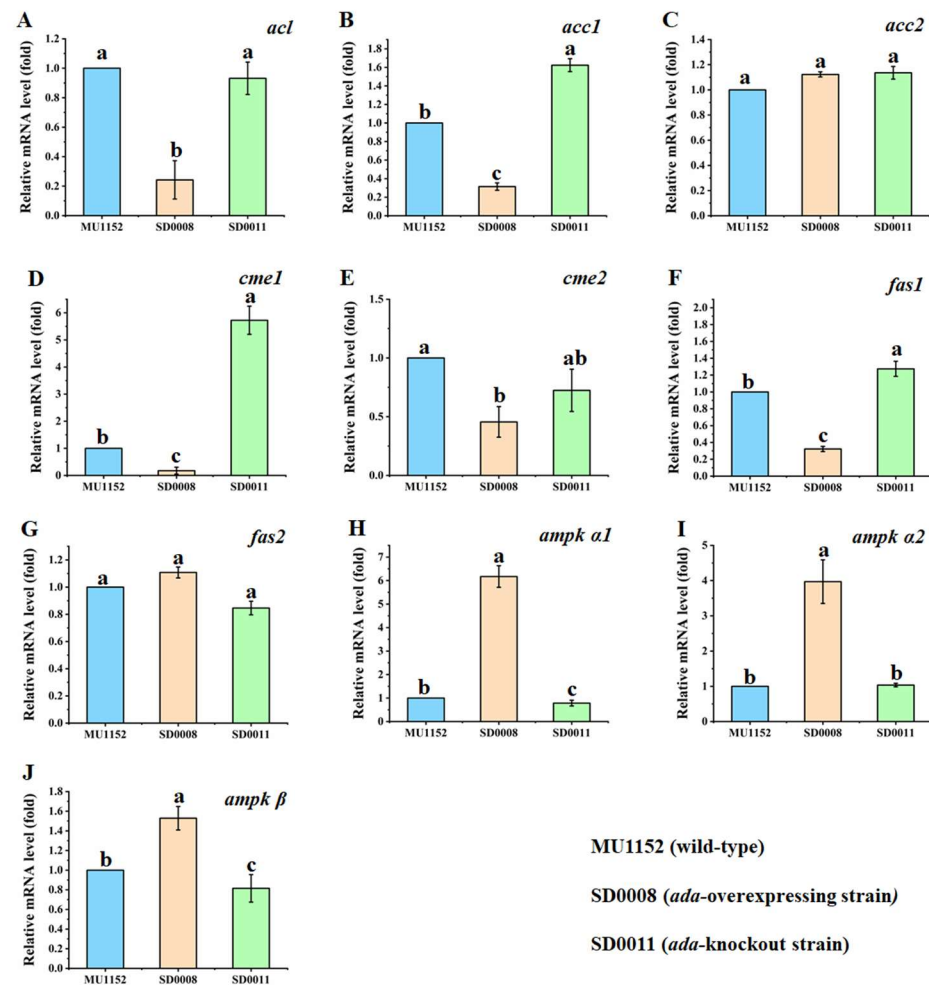 A
acl
Relative mRNA level (fold)
1.2
1.0
0.8
0.6
0.4
0.2
0.0
a
b
a
MU1152 SD0008 SD0011
B
acc1
Relative mRNA level (fold)
1.8
1.6
1.4
1.2
1.0
0.8
0.6
0.4
0.2
0.0
b
c
a
MU1152 SD0008 SD0011
C
acc2
Relative mRNA level (fold)
1.4
1.2
1.0
0.8
0.6
0.4
0.2
0.0
a
a
a
MU1152 SD0008 SD0011
D
cme1
Relative mRNA level (fold)
6
5
4
3
2
1
0
b
c
a
MU1152 SD0008 SD0011
E
cme2
Relative mRNA level (fold)
1.5
1.0
0.5
0.0
a
b
ab
MU1152 SD0008 SD0011
F
fas1
Relative mRNA level (fold)
2.0
1.8
1.6
1.4
1.2
1.0
0.8
0.6
0.4
0.2
0.0
b
c
a
MU1152 SD0008 SD0011
G
fas2
Relative mRNA level (fold)
1.2
1.0
0.8
0.6
0.4
0.2
0.0
a
a
a
MU1152 SD0008 SD0011
H
ampk α1
Relative mRNA level (fold)
7
6
5
4
3
2
1
0
b
a
c
MU1152 SD0008 SD0011
I
ampk α2
Relative mRNA level (fold)
5
4
3
2
1
0
b
a
b
MU1152 SD0008 SD0011
J
ampk β
Relative mRNA level (fold)
1.8
1.6
1.4
1.2
1.0
0.8
0.6
0.4
0.2
0.0
b
a
c
MU1152 SD0008 SD0011
MU1152 (wild-type)
SD0008 (ada-overexpressing strain)
SD0011 (ada-knockout strain)